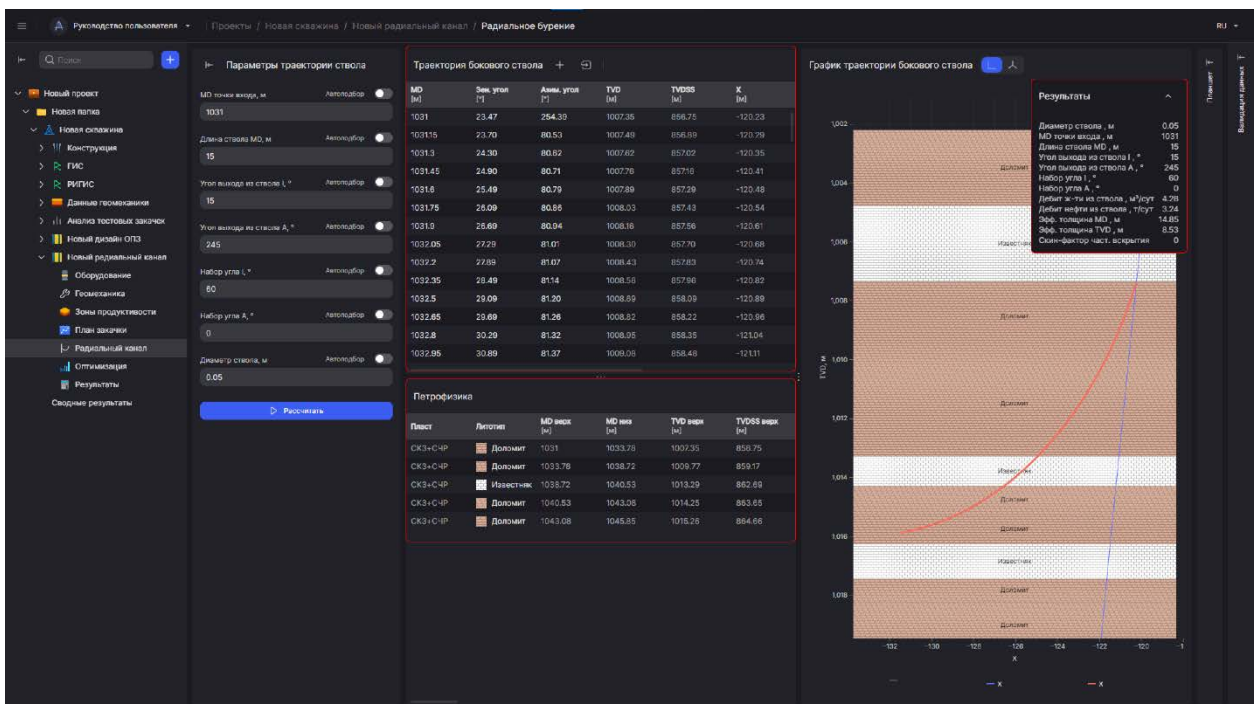 Руководство пользователя
Проекты / Новая скважина / Новый радиальный канал / Радиальное бурение
RU
Поиск
Новый проект
Новая папка
Новая скважина
Конструкция
ГИС
РИГИС
Данные геомеханики
Анализ тестовых закачек
Новый дизайн ОПЗ
Новый радиальный канал
Оборудование
Геомеханика
Зоны продуктивности
План закачки
Радиальный канал
Оптимизация
Результаты
Сводные результаты
Параметры траектории ствола
MD точки входа, м Автоподбор
1031
Длина ствола MD, м Автоподбор
15
Угол выхода из ствола I, ° Автоподбор
15
Угол выхода из ствола A, ° Автоподбор
245
Набор угла I, ° Автоподбор
60
Набор угла A, ° Автоподбор
0
Диаметр ствола, м Автоподбор
0.05
Рассчитать
Траектория бокового ствола
MD [м] Зен. угол [°] Азим. угол [°] TVD [м] TVDSS [м] X [м]
1031 23.47 254.39 1007.35 856.75 -120.23
1031.15 23.70 80.53 1007.49 856.89 -120.29
1031.3 24.30 80.62 1007.62 857.02 -120.35
1031.45 24.90 80.71 1007.76 857.16 -120.41
1031.6 25.49 80.79 1007.89 857.29 -120.48
1031.75 26.09 80.86 1008.03 857.43 -120.54
1031.9 26.69 80.94 1008.16 857.56 -120.61
1032.05 27.29 81.01 1008.30 857.70 -120.68
1032.2 27.89 81.07 1008.43 857.83 -120.74
1032.35 28.49 81.14 1008.56 857.96 -120.82
1032.5 29.09 81.20 1008.69 858.09 -120.89
1032.65 29.69 81.26 1008.82 858.22 -120.96
1032.8 30.29 81.32 1008.95 858.35 -121.04
1032.95 30.89 81.37 1009.08 858.48 -121.11
Петрофизика
Пласт Литотип MD верх [м] MD низ [м] TVD верх [м] TVDSS верх [м]
СКЗ+СЧР Доломит 1031 1033.78 1007.35 856.75
СКЗ+СЧР Доломит 1033.78 1038.72 1009.77 859.17
СКЗ+СЧР Известняк 1038.72 1040.53 1013.29 862.69
СКЗ+СЧР Доломит 1040.53 1043.08 1014.25 863.65
СКЗ+СЧР Доломит 1043.08 1045.85 1015.26 864.66
График траектории бокового ствола
Результаты
Диаметр ствола , м 0.05
MD точки входа , м 1031
Длина ствола MD , м 15
Угол выхода из ствола I , ° 15
Угол выхода из ствола A , ° 245
Набор угла I , ° 60
Набор угла A , ° 0
Дебит ж-ти из ствола , м³/сут 4.28
Дебит нефти из ствола , т/сут 3.24
Эфф. толщина MD , м 14.85
Эфф. толщина TVD , м 8.53
Скин-фактор част. вскрытия 0
TVD, м
1,002
1,004
1,006
1,008
1,010
1,012
1,014
1,016
1,018
Доломит
Известняк
Доломит
Доломит
Известняк
Доломит
Доломит
Известняк
Доломит
Доломит
-132 -130 -128 -126 -124 -122 -120
X
X X
Планшет
Валидация данных